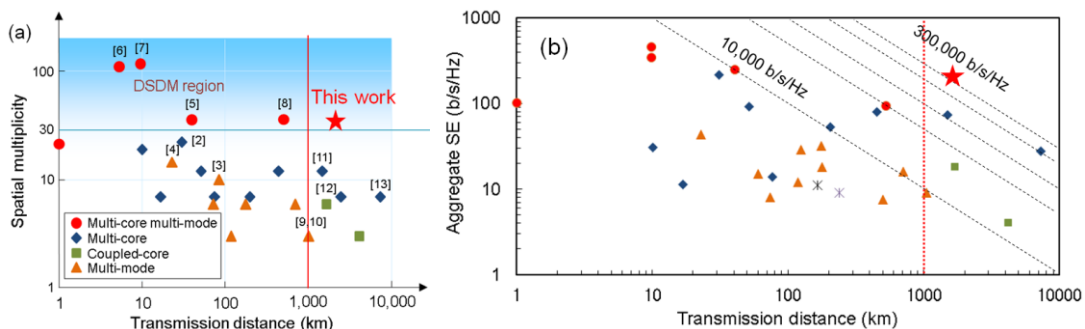 (a)
Spatial multiplicity
100
30
10
1
[6]
[7]
DSDM region
[5]
[8]
This work
[4]
[2]
[3]
[11]
[12]
[13]
[9,10]
Multi-core multi-mode
Multi-core
Coupled-core
Multi-mode
1
10
100
1,000
10,000
Transmission distance (km)
(b)
Aggregate SE (b/s/Hz)
1000
100
10
1
10,000 b/s/Hz
300,000 b/s/Hz
1
10
100
1000
10000
Transmission distance (km)